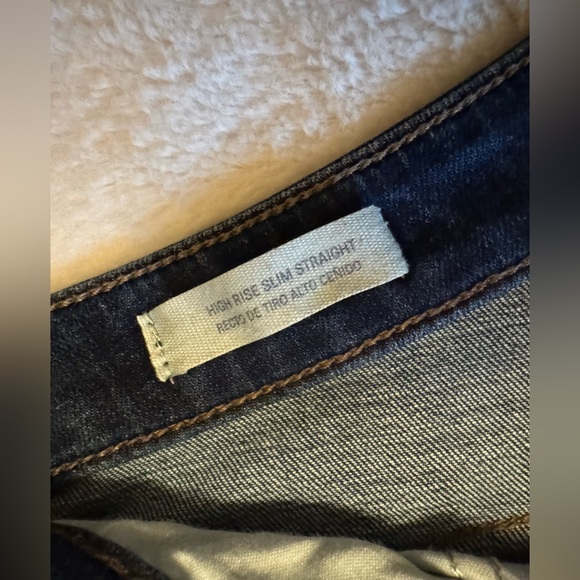 HIGH RISE SLIM STRAIGHT
RECTO DE TIRO ALTO CEÑIDO